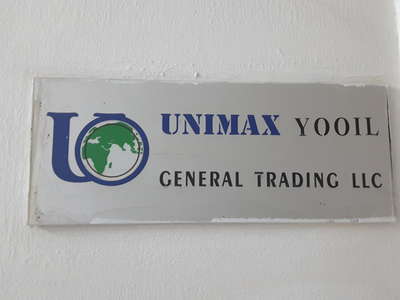 UNIMAX YOOIL
GENERAL TRADING LLC